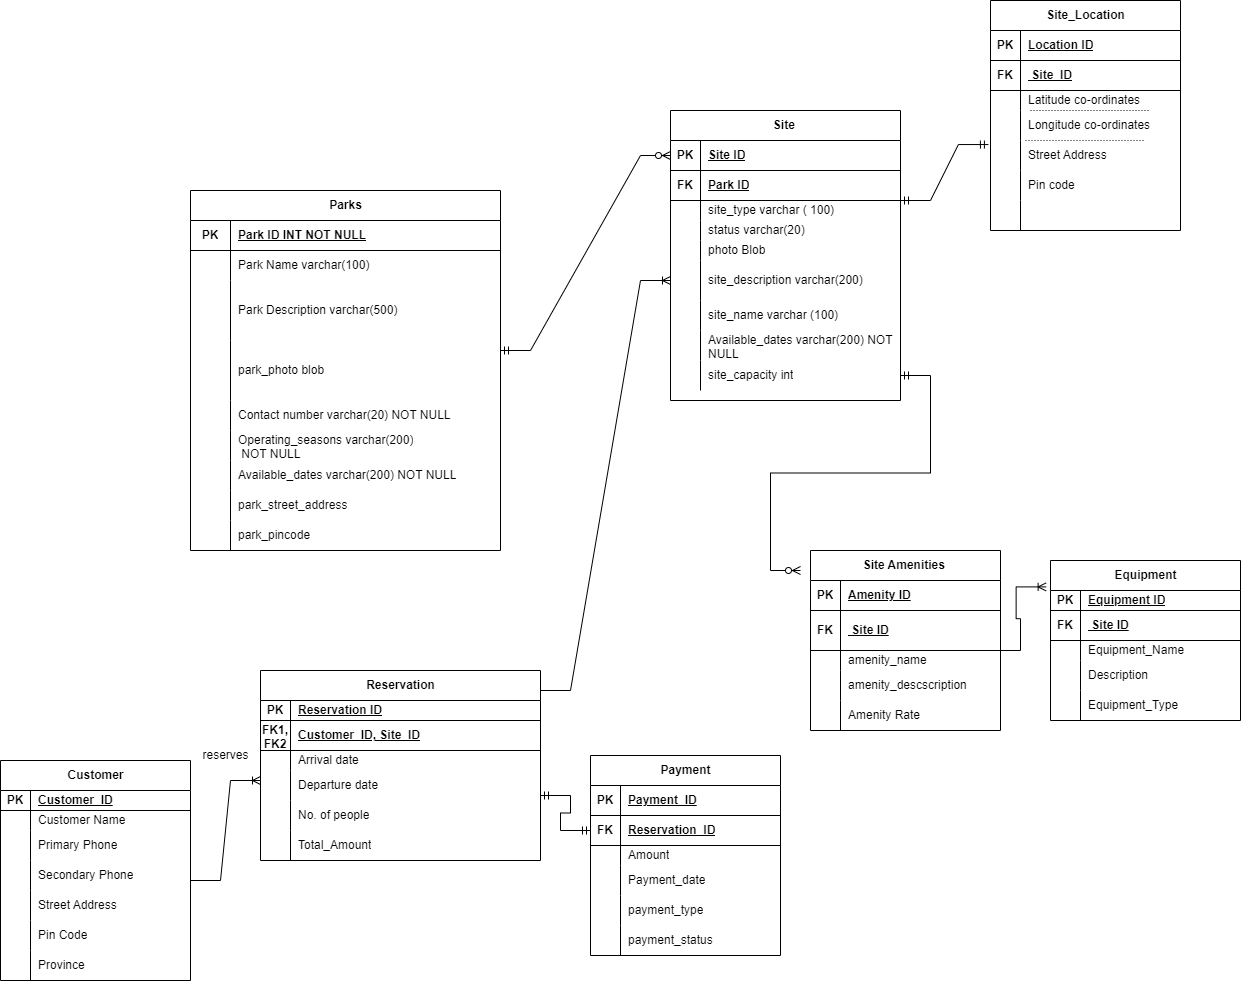 Site_Location
PK Location ID
FK Site_ID
Latitude co-ordinates
Longitude co-ordinates
Street Address
Pin code
Site
PK Site ID
FK Park ID
site_type varchar ( 100)
status varchar(20)
photo Blob
site_description varchar(200)
site_name varchar (100)
Available_dates varchar(200) NOT
NULL
site_capacity int
Parks
PK Park ID INT NOT NULL
Park Name varchar(100)
Park Description varchar(500)
park_photo blob
Contact number varchar(20) NOT NULL
Operating_seasons varchar(200)
NOT NULL
Available_dates varchar(200) NOT NULL
park_street_address
park_pincode
Site Amenities
PK Amenity ID
FK Site ID
amenity_name
amenity_descscription
Amenity Rate
Equipment
PK Equipment ID
FK Site ID
Equipment_Name
Description
Equipment_Type
Reservation
PK Reservation ID
FK1,
FK2 Customer_ID, Site_ID
Arrival date
Departure date
No. of people
Total_Amount
reserves
Customer
PK Customer_ID
Customer Name
Primary Phone
Secondary Phone
Street Address
Pin Code
Province
Payment
PK Payment_ID
FK Reservation_ID
Amount
Payment_date
payment_type
payment_status